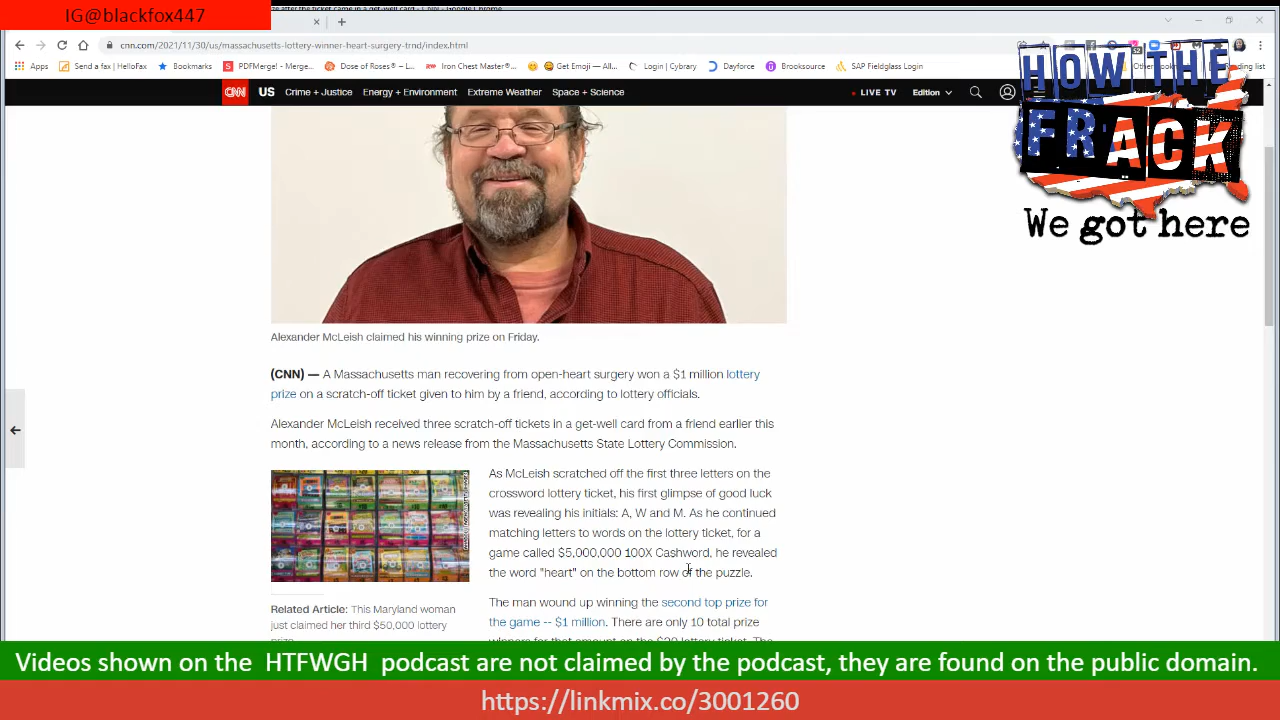 IG@blackfox447
cnn.com/2021/11/30/us/massachusetts-lottery-winner-heart-surgery-trnd/index.html
Apps
Send a fax | HelloFax
Bookmarks
PDFMerge! - Merge...
Dose of Roses® – L...
Iron Chest Master®...
Get Emoji — All...
Login | Cybrary
Dayforce
Brooksource
SAP Fieldglass Login
HOW THE
FRACK
We got here
CNN US Crime + Justice Energy + Environment Extreme Weather Space + Science
LIVE TV Edition
Alexander McLeish claimed his winning prize on Friday.
(CNN) — A Massachusetts man recovering from open-heart surgery won a $1 million lottery
prize on a scratch-off ticket given to him by a friend, according to lottery officials.
Alexander McLeish received three scratch-off tickets in a get-well card from a friend earlier this
month, according to a news release from the Massachusetts State Lottery Commission.
As McLeish scratched off the first three letters on the
crossword lottery ticket, his first glimpse of good luck
was revealing his initials: A, W and M. As he continued
matching letters to words on the lottery ticket, for a
game called $5,000,000 100X Cashword, he revealed
the word "heart" on the bottom row of the puzzle.
Related Article: This Maryland woman
just claimed her third $50,000 lottery
The man wound up winning the second top prize for
the game -- $1 million. There are only 10 total prize
winners for that amount on the $20 lottery ticket. The
Videos shown on the HTFWGH podcast are not claimed by the podcast, they are found on the public domain.
https://linkmix.co/3001260